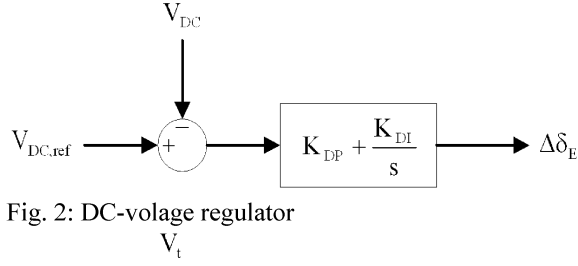 V_DC
−
V_DC,ref + K_DP + K_DI/s Δδ_E
Fig. 2: DC-volage regulator
V_t